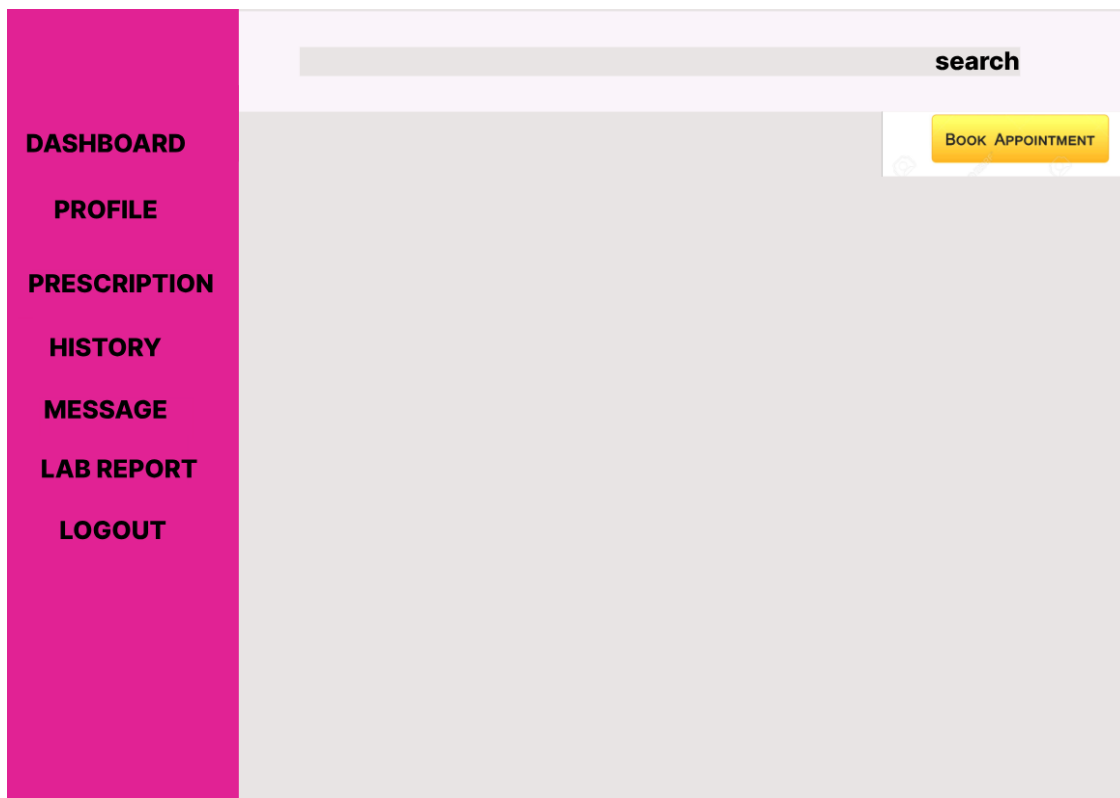 search
Book Appointment
DASHBOARD
PROFILE
PRESCRIPTION
HISTORY
MESSAGE
LAB REPORT
LOGOUT